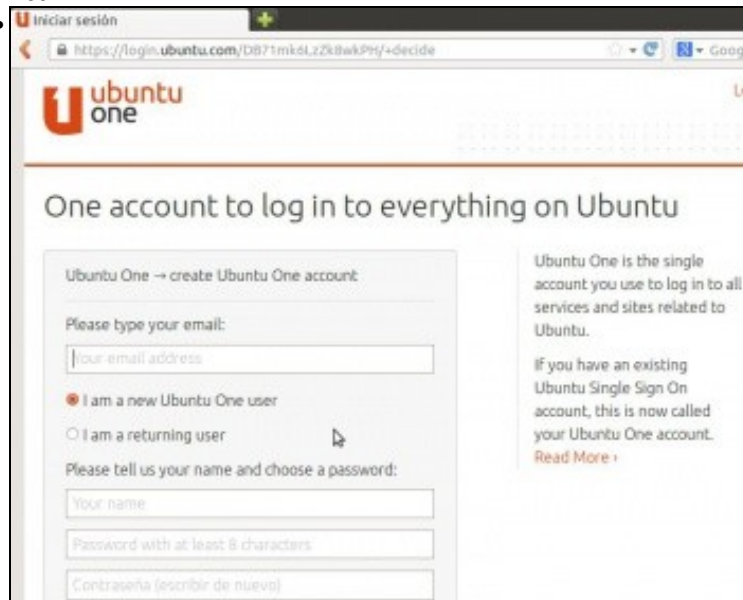 Iniciar sesión
https://login.ubuntu.com/DB71mk6LzZk8wkPH/+decide
Goog
ubuntu
one
One account to log in to everything on Ubuntu
Ubuntu One → create Ubuntu One account
Please type your email:
Your email address
I am a new Ubuntu One user
I am a returning user
Please tell us your name and choose a password:
Your name
Password with at least 8 characters
Contraseña (escribir de nuevo)
Ubuntu One is the single
account you use to log in to all
services and sites related to
Ubuntu.
If you have an existing
Ubuntu Single Sign On
account, this is now called
your Ubuntu One account.
Read More ›